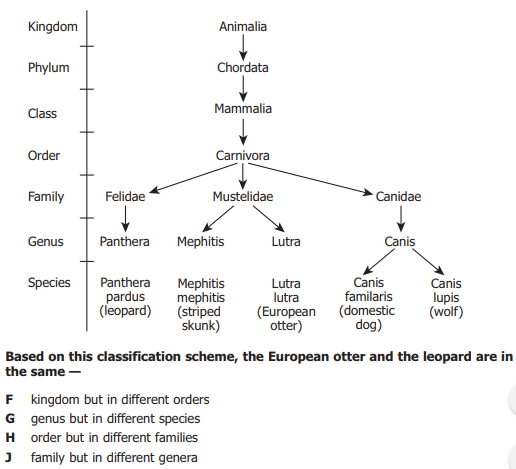 Kingdom Animalia
Phylum Chordata
Class Mammalia
Order Carnivora
Family Felidae Mustelidae Canidae
Genus Panthera Mephitis Lutra Canis
Species Panthera Mephitis Lutra Canis Canis
pardus mephitis lutra familaris lupis
(leopard) (striped (European (domestic (wolf)
skunk) otter) dog)
Based on this classification scheme, the European otter and the leopard are in
the same —
F kingdom but in different orders
G genus but in different species
H order but in different families
J family but in different genera